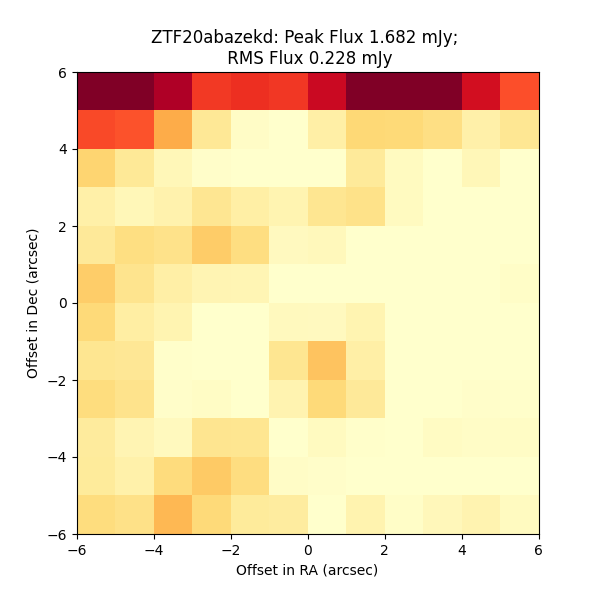 ZTF20abazekd: Peak Flux 1.682 mJy;
RMS Flux 0.228 mJy
6
4
2
0
−2
−4
−6
Offset in Dec (arcsec)
−6 −4 −2 0 2 4 6
Offset in RA (arcsec)